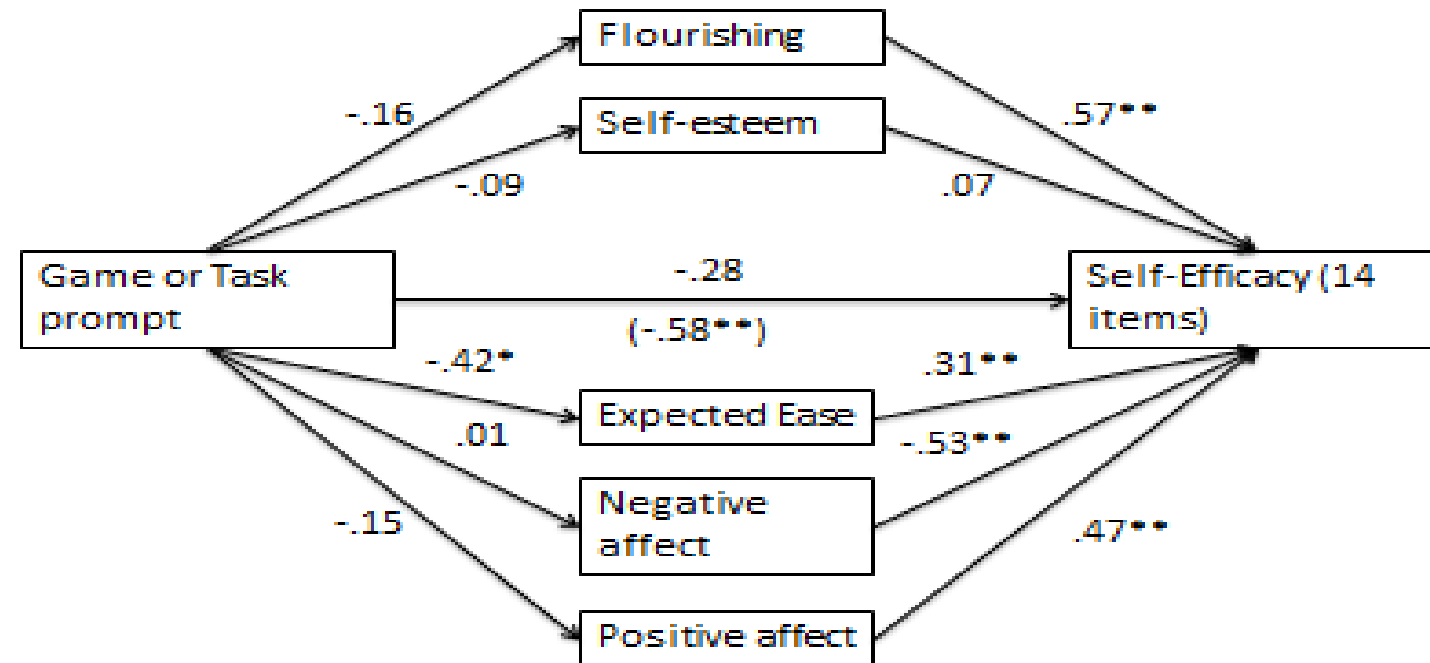 Flourishing
-.16
.57**
Self-esteem
-.09
.07
Game or Task
prompt
-.28
(-.58**)
Self-Efficacy (14
items)
-.42*
.31**
Expected Ease
.01
-.53**
Negative
affect
-.15
.47**
Positive affect